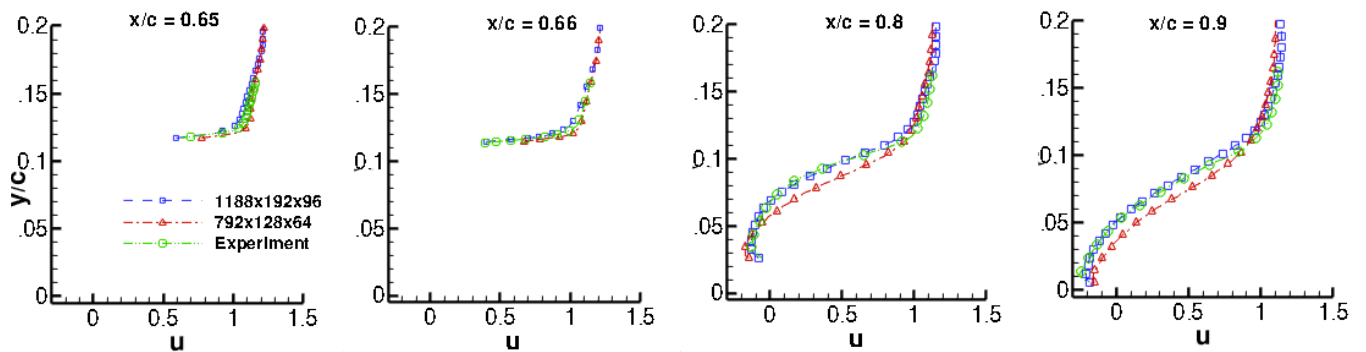 x/c = 0.65
0.2
.15
0.1
.05
0
y/c
1188x192x96
792x128x64
Experiment
0 0.5 1 1.5
u
x/c = 0.66
0.2
.15
0.1
.05
0
0 0.5 1 1.5
u
x/c = 0.8
0.2
.15
0.1
.05
0
0 0.5 1 1.5
u
x/c = 0.9
0.2
.15
0.1
.05
.0
y/c
0 0.5 1 1.5
u